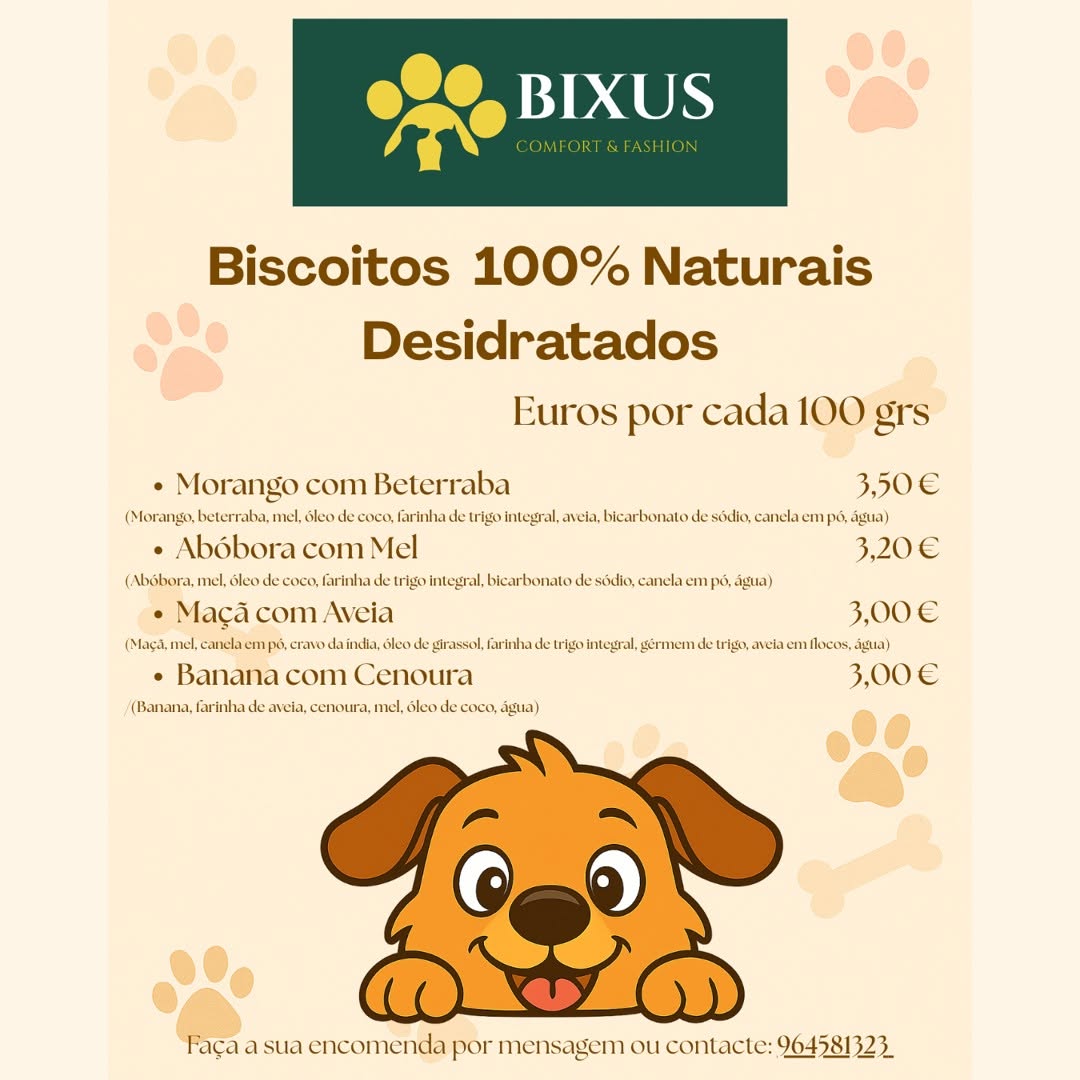 BIXUS
COMFORT & FASHION
Biscoitos 100% Naturais
Desidratados
Euros por cada 100 grs
• Morango com Beterraba 3,50 €
(Morango, beterraba, mel, óleo de coco, farinha de trigo integral, aveia, bicarbonato de sódio, canela em pó, água)
• Abóbora com Mel 3,20 €
(Abóbora, mel, óleo de coco, farinha de trigo integral, bicarbonato de sódio, canela em pó, água)
• Maçã com Aveia 3,00 €
(Maçã, mel, canela em pó, cravo da índia, óleo de girassol, farinha de trigo integral, gérmem de trigo, aveia em flocos, água)
• Banana com Cenoura 3,00 €
/(Banana, farinha de aveia, cenoura, mel, óleo de coco, água)
Faça a sua encomenda por mensagem ou contacte: 964581323